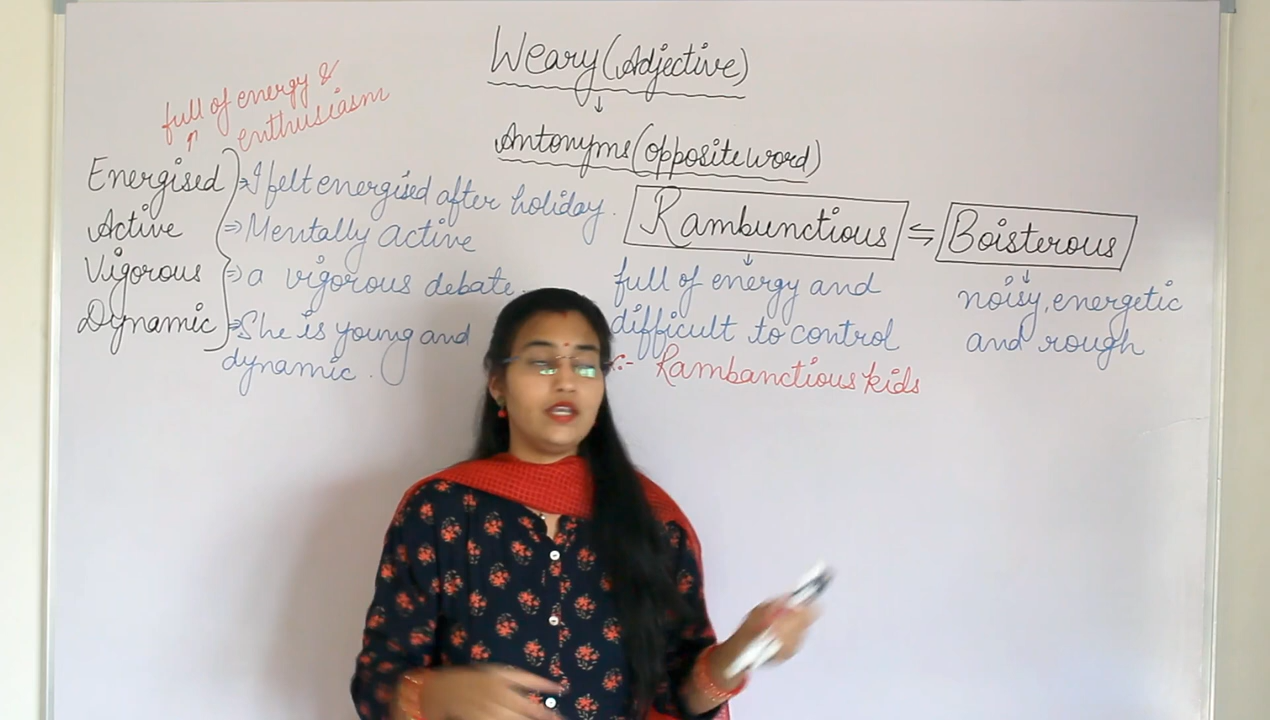 Weary (Adjective)
↓
Antonyms (opposite word)
full of energy &
enthusiasm
Energised ⇒ I felt energised after holiday.
Active ⇒ Mentally active
Vigorous ⇒ a vigorous debate.
Dynamic ⇒ She is young and
dynamic.
Rambunctious ⇆ Boisterous
full of energy and
difficult to control
:- Rambanctious kids
noisy, energetic
and rough